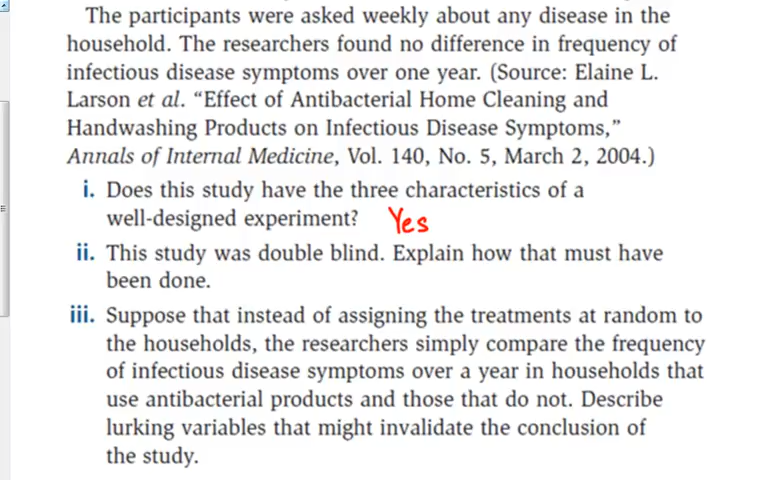 The participants were asked weekly about any disease in the
household. The researchers found no difference in frequency of
infectious disease symptoms over one year. (Source: Elaine L.
Larson et al. “Effect of Antibacterial Home Cleaning and
Handwashing Products on Infectious Disease Symptoms,”
Annals of Internal Medicine, Vol. 140, No. 5, March 2, 2004.)
i. Does this study have the three characteristics of a
well-designed experiment? Yes
ii. This study was double blind. Explain how that must have
been done.
iii. Suppose that instead of assigning the treatments at random to
the households, the researchers simply compare the frequency
of infectious disease symptoms over a year in households that
use antibacterial products and those that do not. Describe
lurking variables that might invalidate the conclusion of
the study.